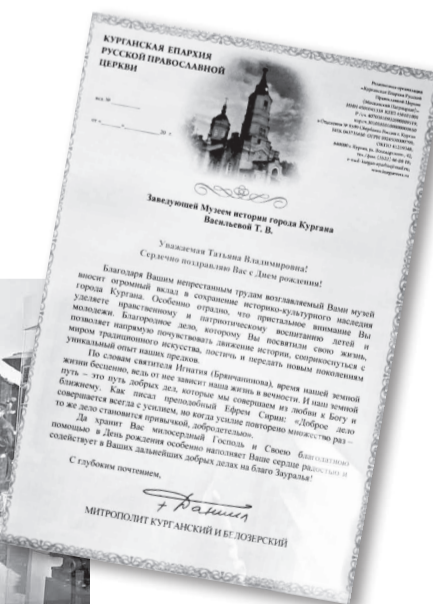 КУРГАНСКАЯ ЕПАРХИЯ
РУССКОЙ ПРАВОСЛАВНОЙ
ЦЕРКВИ
Религиозная организация
«Курганская Епархия Русской
Православной Церкви
Заведующей Музеем истории города Кургана
Васильевой Т. В.
Уважаемая Татьяна Владимировна!
Сердечно поздравляю Вас с Днем рождения!
Благодаря Вашим непрестанным трудам возглавляемый Вами музей
вносит огромный вклад в сохранение историко-культурного наследия
города Кургана. Особенно отрадно, что пристальное внимание Вы
уделяете нравственному и патриотическому воспитанию детей и
молодежи. Благородное дело, которому Вы посвятили свою жизнь,
позволяет напрямую почувствовать движение истории, соприкоснуться с
миром традиционного искусства, постичь и передать новым поколениям
уникальный опыт наших предков.
По словам святителя Игнатия (Брянчанинова), время нашей земной
жизни бесценно, ведь от нее зависит наша жизнь в вечности. И наш земной
путь – это путь добрых дел, которые мы совершаем из любви к Богу и
ближнему. Как писал преподобный Ефрем Сирин: «Доброе дело
совершается всегда с усилием, но когда усилие повторено множество раз –
то же дело становится привычкой, добродетелью».
Да хранит Вас милосердный Господь и Своею благодатною
помощью в День рождения особенно наполняет Ваше сердце радостью и
содействует в Ваших дальнейших добрых делах на благо Зауралья!
С глубоким почтением,
† Даниил
МИТРОПОЛИТ КУРГАНСКИЙ И БЕЛОЗЕРСКИЙ